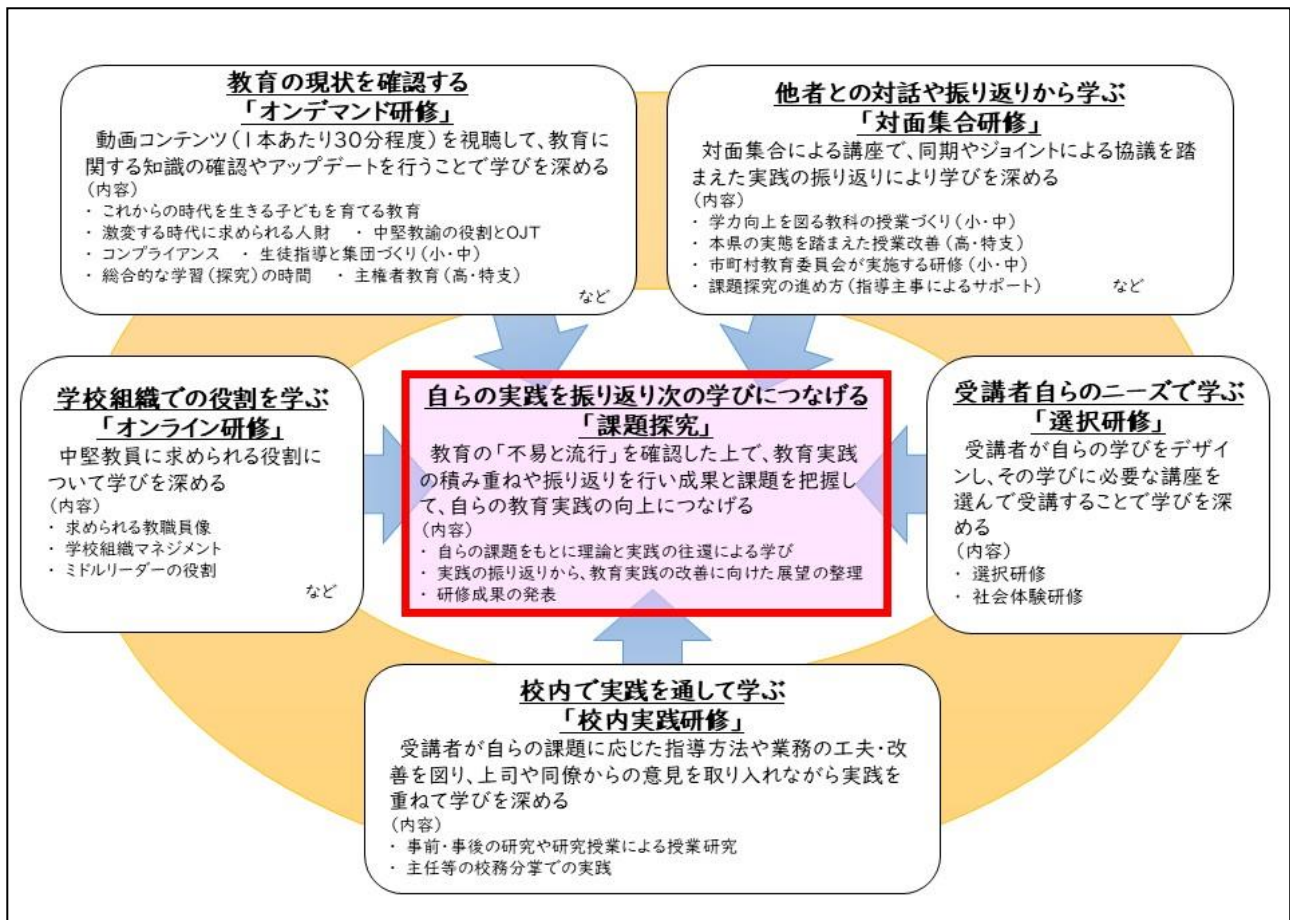 教育の現状を確認する
「オンデマンド研修」
動画コンテンツ(1本あたり30分程度)を視聴して、教育に
関する知識の確認やアップデートを行うことで学びを深める
(内容)
・ これからの時代を生きる子どもを育てる教育
・ 激変する時代に求められる人財 ・ 中堅教諭の役割とOJT
・ コンプライアンス ・ 生徒指導と集団づくり(小・中)
・ 総合的な学習(探究)の時間 ・ 主権者教育(高・特支)
など
他者との対話や振り返りから学ぶ
「対面集合研修」
対面集合による講座で、同期やジョイントによる協議を踏
まえた実践の振り返りにより学びを深める
(内容)
・ 学力向上を図る教科の授業づくり(小・中)
・ 本県の実態を踏まえた授業改善(高・特支)
・ 市町村教育委員会が実施する研修(小・中)
・ 課題探究の進め方(指導主事によるサポート) など
学校組織での役割を学ぶ
「オンライン研修」
中堅教員に求められる役割に
ついて学びを深める
(内容)
・ 求められる教職員像
・ 学校組織マネジメント
・ ミドルリーダーの役割
など
自らの実践を振り返り次の学びにつなげる
「課題探究」
教育の「不易と流行」を確認した上で、教育実践
の積み重ねや振り返りを行い成果と課題を把握し
て、自らの教育実践の向上につなげる
(内容)
・ 自らの課題をもとに理論と実践の往還による学び
・ 実践の振り返りから、教育実践の改善に向けた展望の整理
・ 研修成果の発表
受講者自らのニーズで学ぶ
「選択研修」
受講者が自らの学びをデザイ
ンし、その学びに必要な講座を
選んで受講することで学びを深
める
(内容)
・ 選択研修
・ 社会体験研修
校内で実践を通して学ぶ
「校内実践研修」
受講者が自らの課題に応じた指導方法や業務の工夫・改
善を図り、上司や同僚からの意見を取り入れながら実践を
重ねて学びを深める
(内容)
・ 事前・事後の研究や研究授業による授業研究
・ 主任等の校務分掌での実践